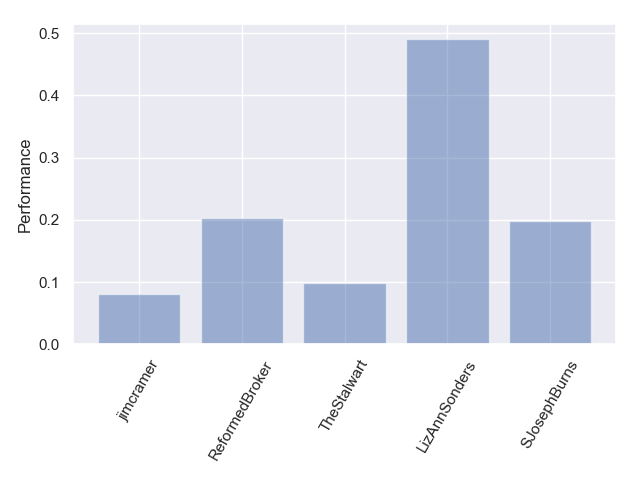 0.5
0.4
0.3
0.2
0.1
0.0
Performance
jimcramer
ReformedBroker
TheStalwart
LizAnnSonders
SJosephBurns